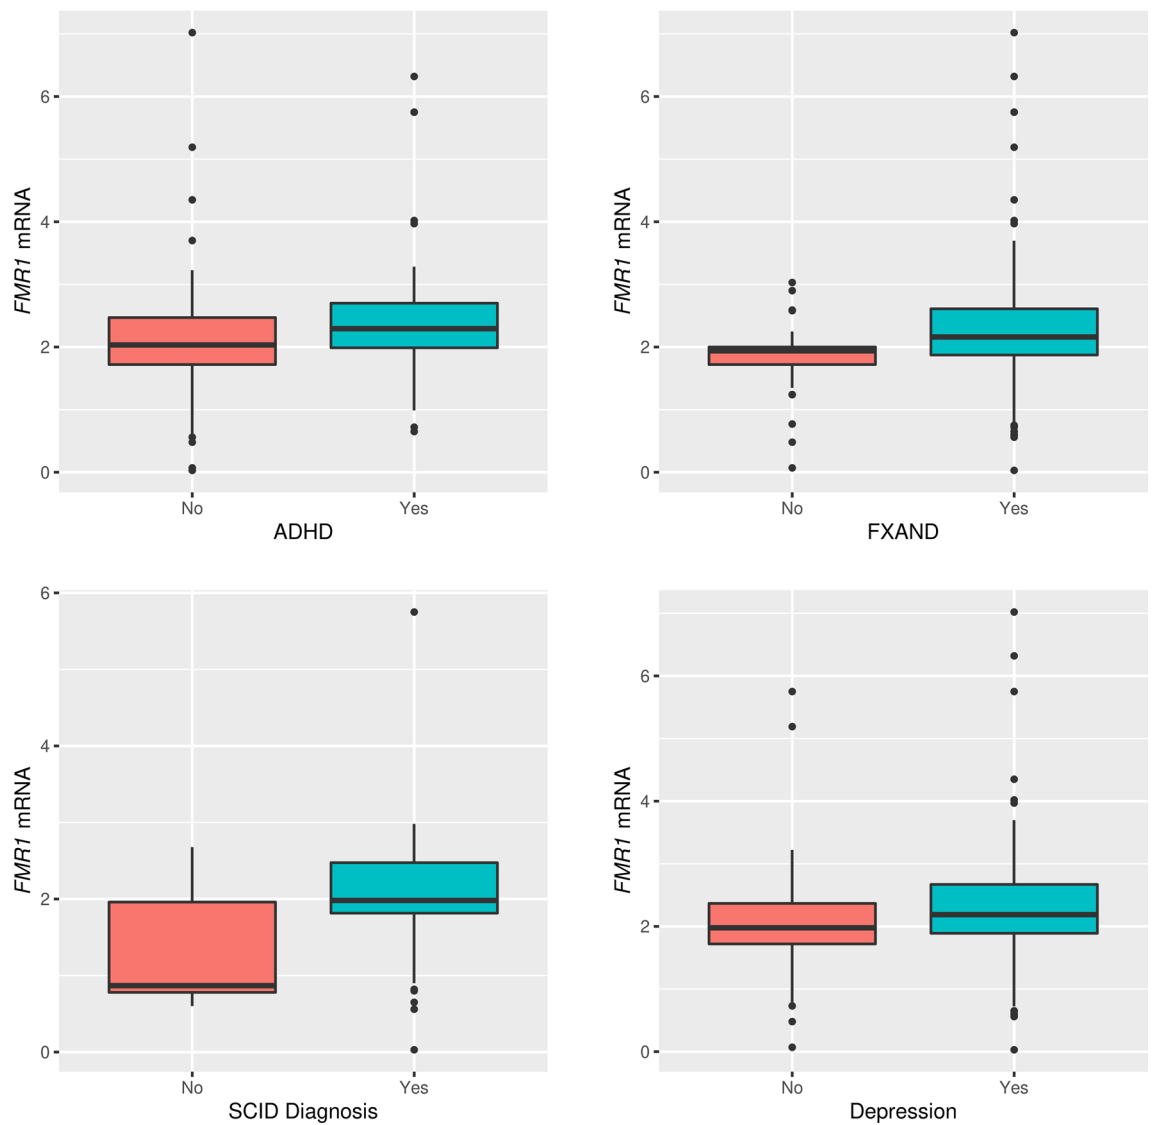 6
4
2
0
FMR1 mRNA
No
Yes
ADHD
6
4
2
0
FMR1 mRNA
No
Yes
FXAND
6
4
2
0
FMR1 mRNA
No
Yes
SCID Diagnosis
6
4
2
0
FMR1 mRNA
No
Yes
Depression